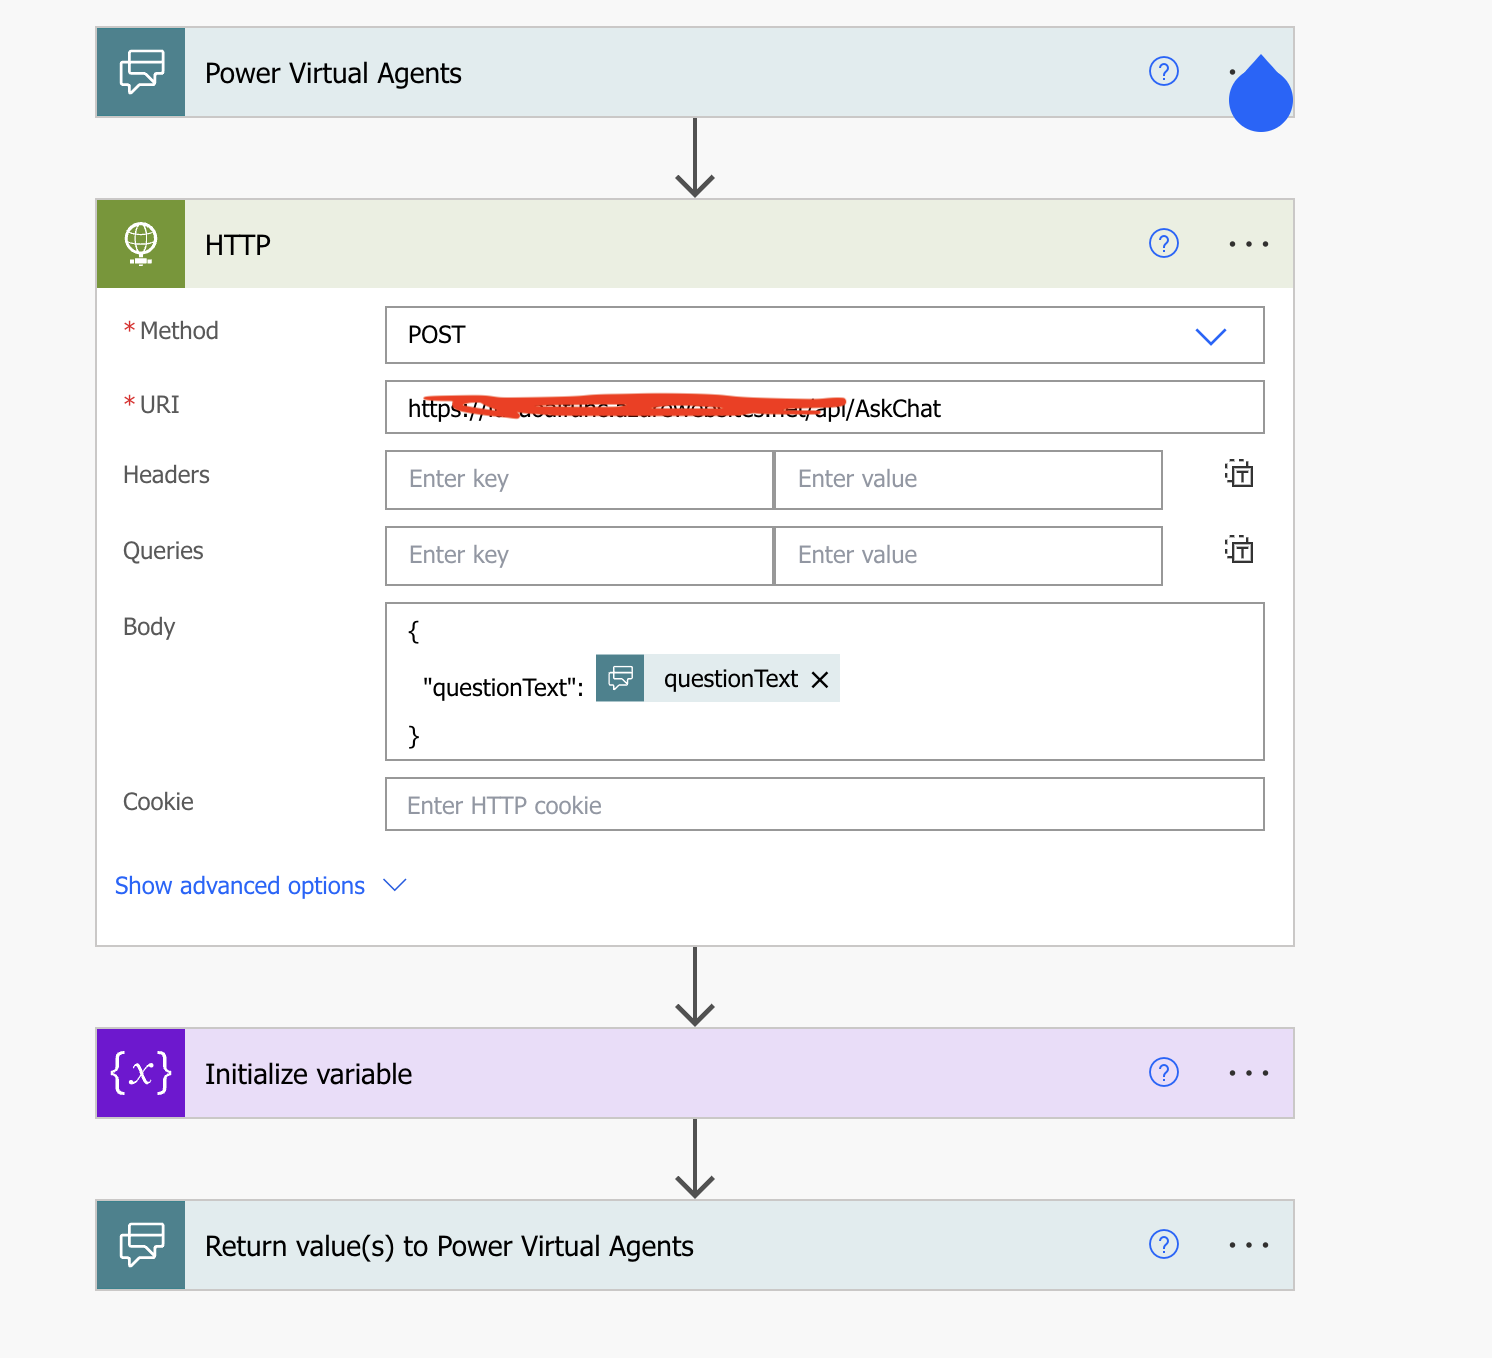 Power Virtual Agents
HTTP
* Method POST
* URI https:// /api/AskChat
Headers Enter key Enter value
Queries Enter key Enter value
Body {
"questionText": questionText
}
Cookie Enter HTTP cookie
Show advanced options
{x} Initialize variable
Return value(s) to Power Virtual Agents